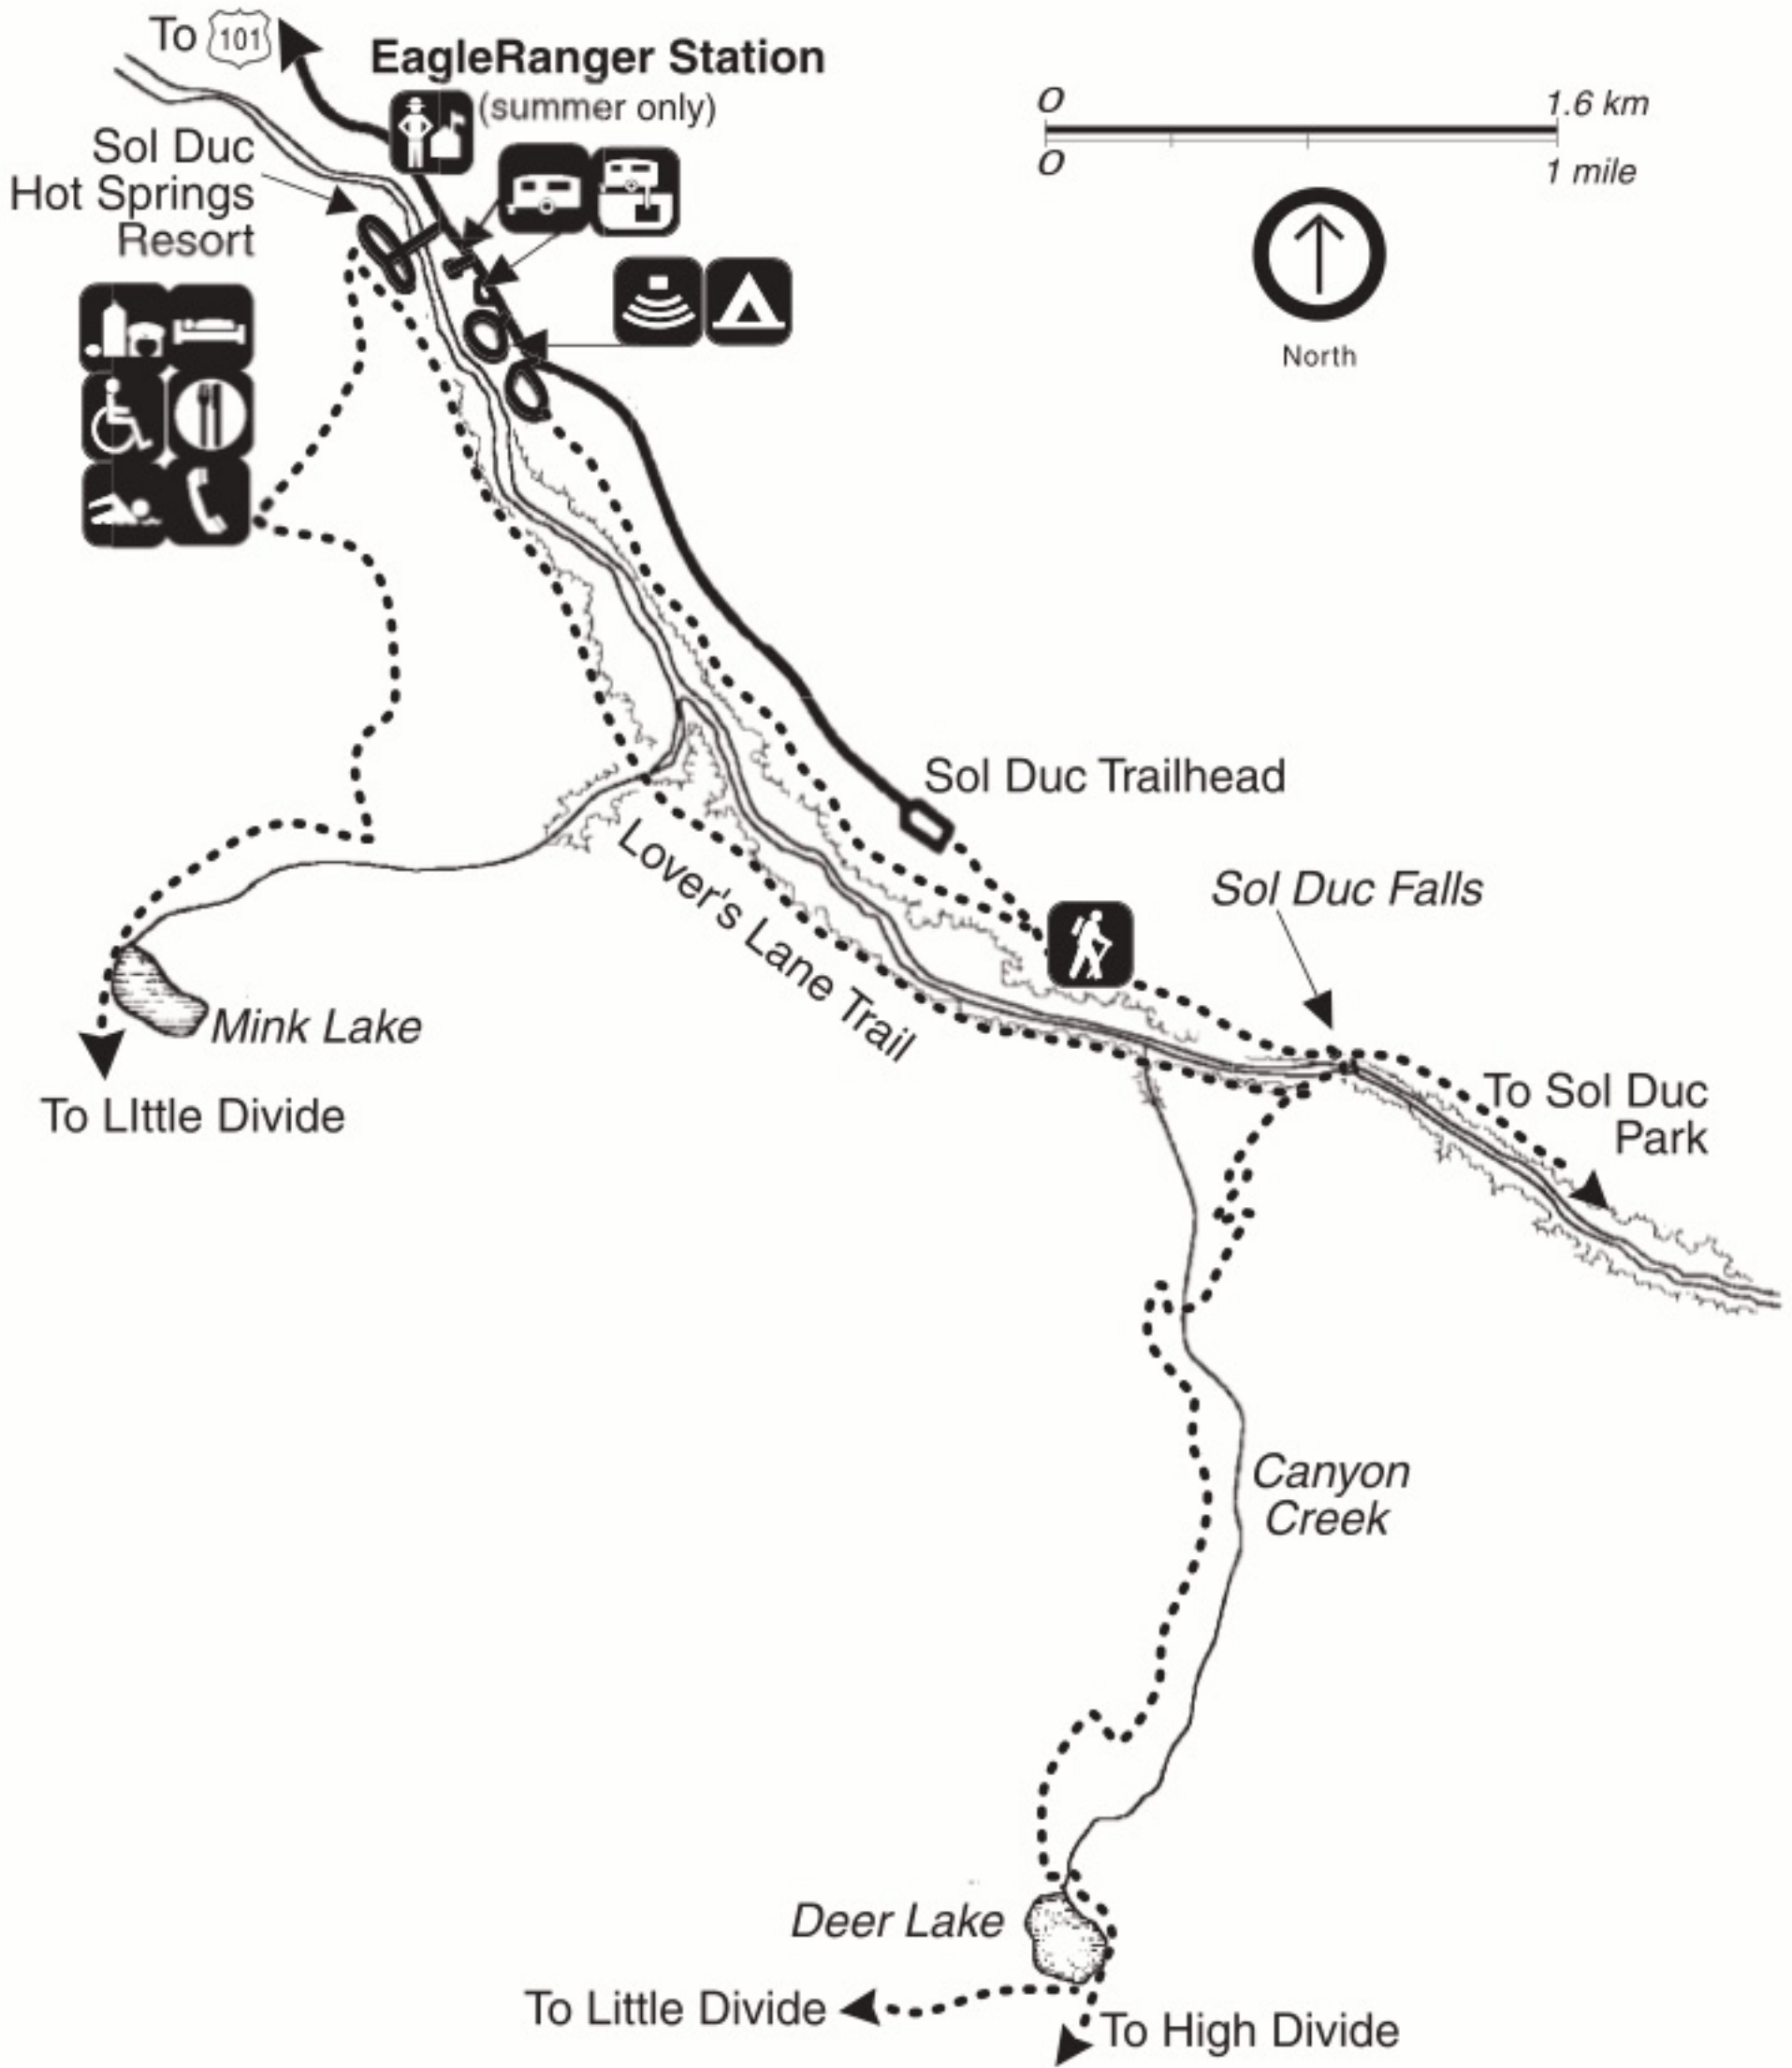 To 101
EagleRanger Station
(summer only)
Sol Duc
Hot Springs
Resort
0 1.6 km
0 1 mile
North
Sol Duc Trailhead
Sol Duc Falls
Lover's Lane Trail
Mink Lake
To LIttle Divide
To Sol Duc
Park
Canyon
Creek
Deer Lake
To Little Divide
To High Divide